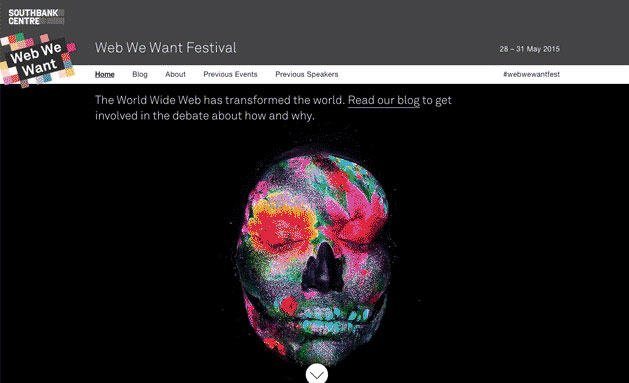 SOUTHBANK
CENTRE
Web We
Want
Web We Want Festival
28 – 31 May 2015
Home Blog About Previous Events Previous Speakers #webwewantfest
The World Wide Web has transformed the world. Read our blog to get
involved in the debate about how and why.